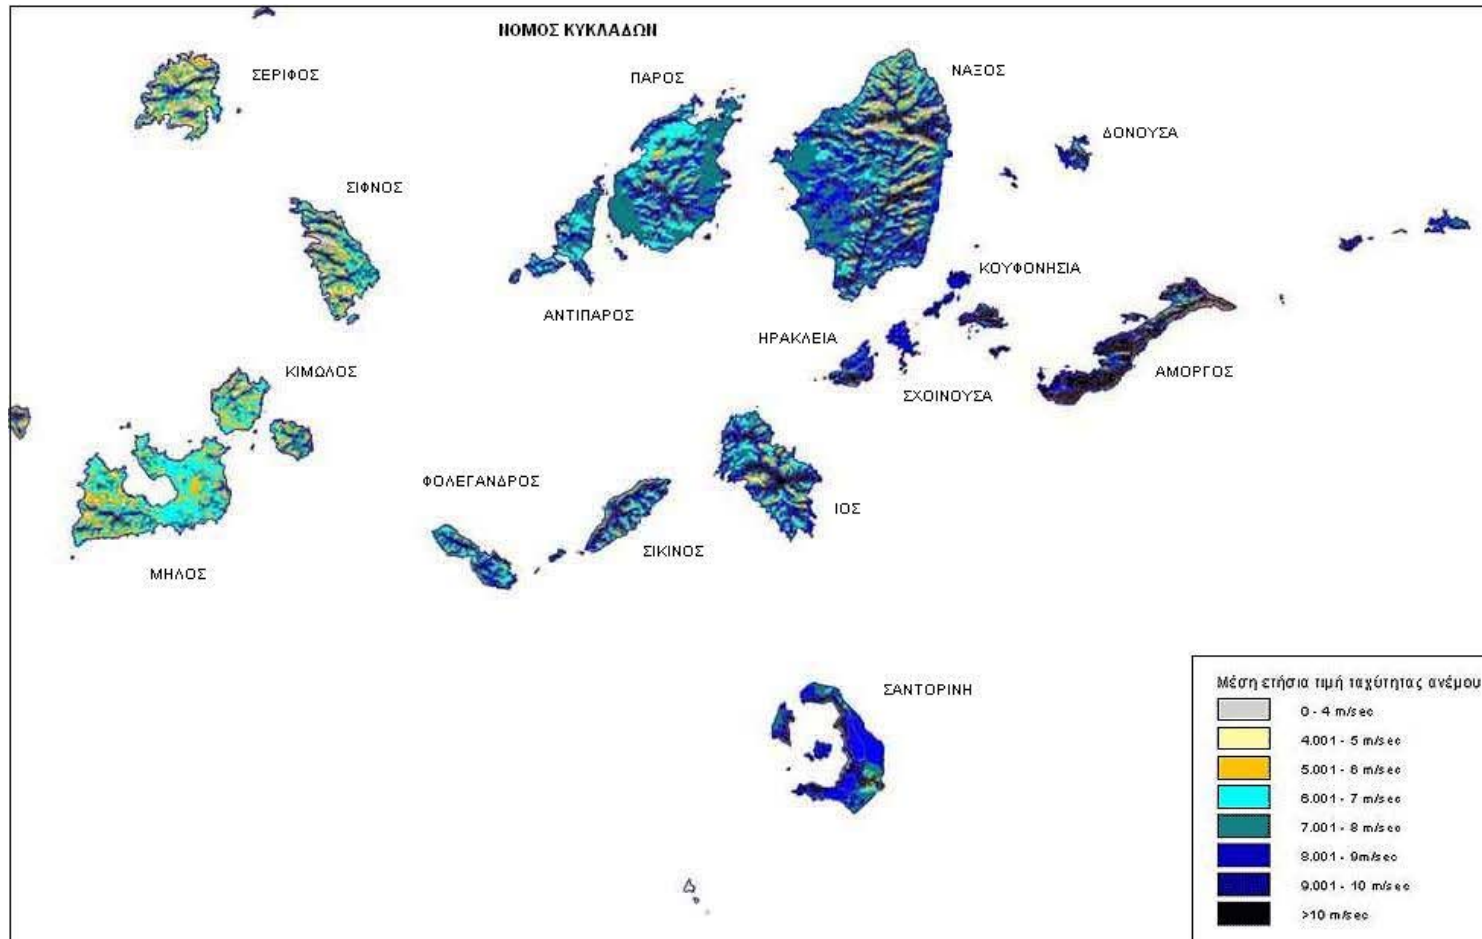 ΝΟΜΟΣ ΚΥΚΛΑΔΩΝ
ΣΕΡΙΦΟΣ
ΠΑΡΟΣ
ΝΑΞΟΣ
ΔΟΝΟΥΣΑ
ΣΙΦΝΟΣ
ΚΟΥΦΟΝΗΣΙΑ
ΑΝΤΙΠΑΡΟΣ
ΗΡΑΚΛΕΙΑ
ΚΙΜΩΛΟΣ
ΑΜΟΡΓΟΣ
ΣΧΟΙΝΟΥΣΑ
ΦΟΛΕΓΑΝΔΡΟΣ
ΙΟΣ
ΣΙΚΙΝΟΣ
ΜΗΛΟΣ
ΣΑΝΤΟΡΙΝΗ
Μέση ετήσια τιμή ταχύτητας ανέμου
0 - 4 m/sec
4.001 - 5 m/sec
5.001 - 6 m/sec
6.001 - 7 m/sec
7.001 - 8 m/sec
8.001 - 9m/sec
9.001 - 10 m/sec
>10 m/sec